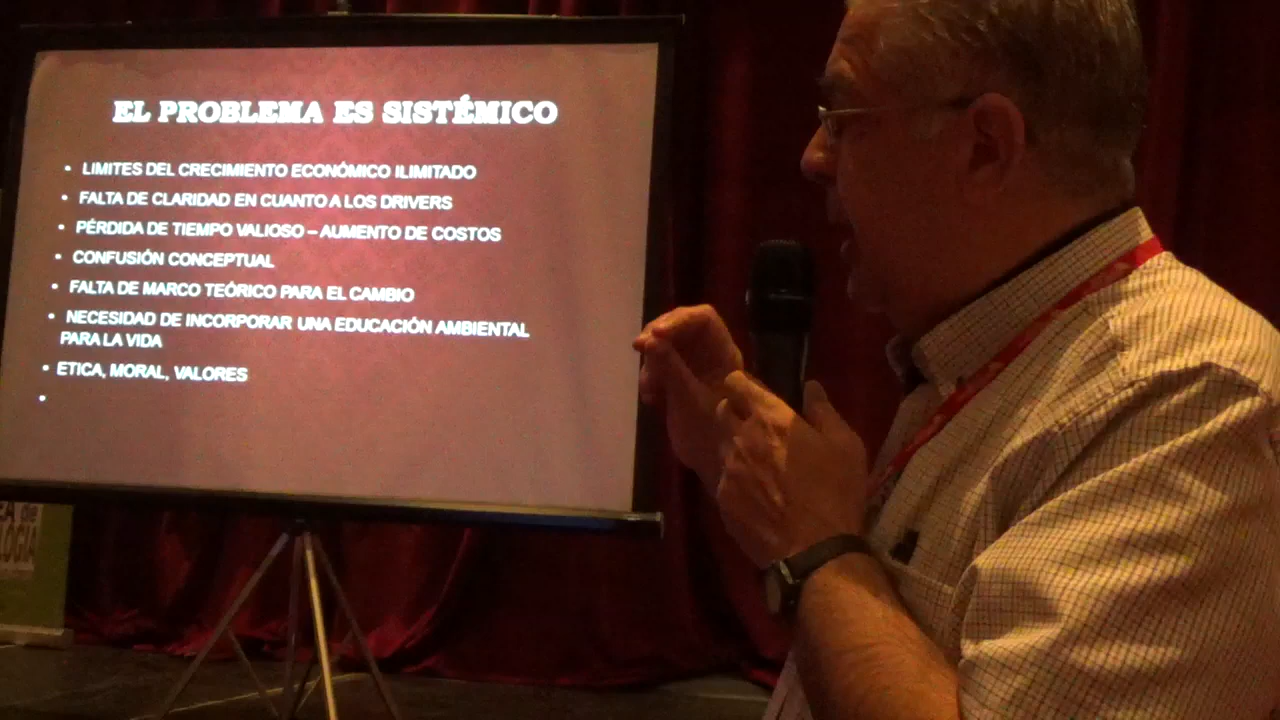 EL PROBLEMA ES SISTÉMICO
• LIMITES DEL CRECIMIENTO ECONÓMICO ILIMITADO
• FALTA DE CLARIDAD EN CUANTO A LOS DRIVERS
• PÉRDIDA DE TIEMPO VALIOSO – AUMENTO DE COSTOS
• CONFUSIÓN CONCEPTUAL
• FALTA DE MARCO TEÓRICO PARA EL CAMBIO
• NECESIDAD DE INCORPORAR UNA EDUCACIÓN AMBIENTAL
PARA LA VIDA
• ETICA, MORAL, VALORES
•